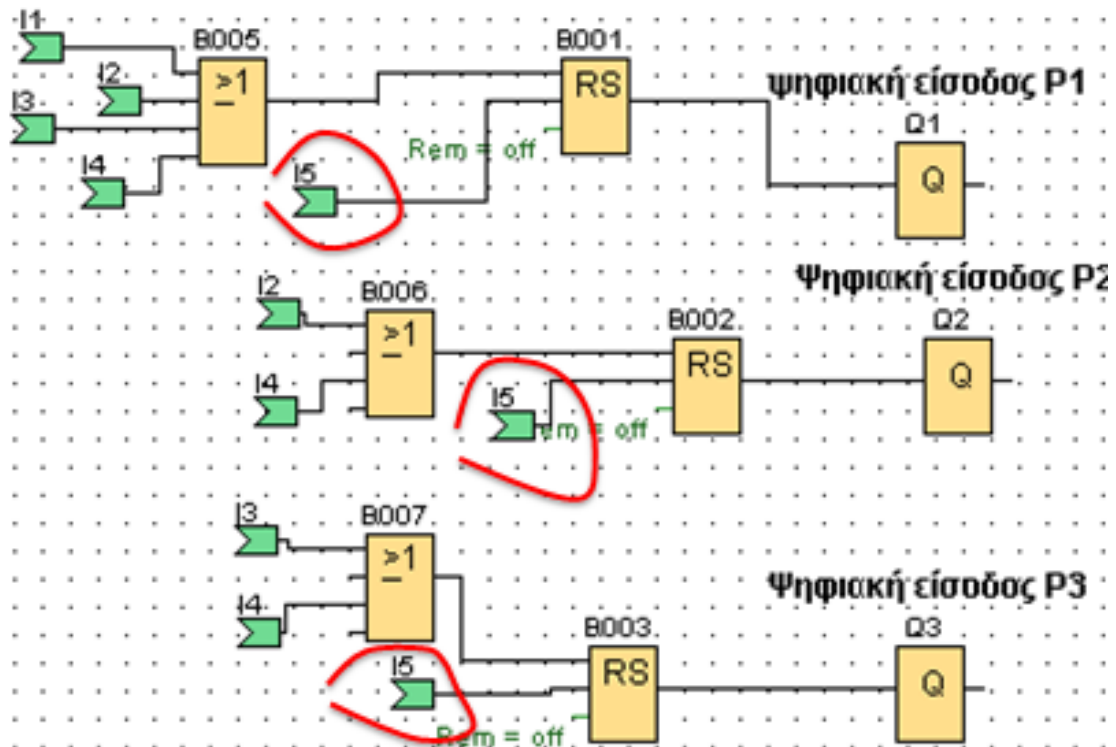 I1
B005
B001
I2
≥1
RS
ψηφιακή είσοδος P1
I3
Q1
Rem = off
I4
I5
Q
Ψηφιακή είσοδος P2
I2
B006
B002
Q2
≥1
RS
Q
I4
I5
em = off
I3
B007
≥1
Ψηφιακή είσοδος P3
I4
B003
Q3
I5
RS
Q
Rem = off